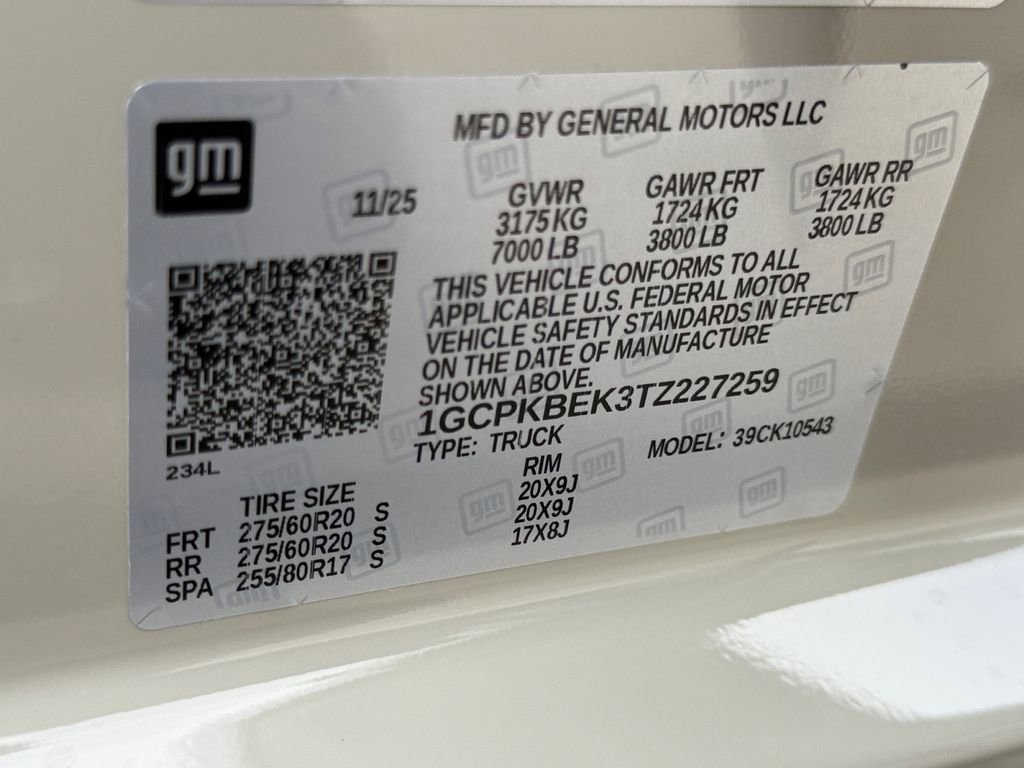 gm
MFD BY GENERAL MOTORS LLC
11/25
GVWR
3175 KG
7000 LB
GAWR FRT
1724 KG
3800 LB
GAWR RR
1724 KG
3800 LB
THIS VEHICLE CONFORMS TO ALL
APPLICABLE U.S. FEDERAL MOTOR
VEHICLE SAFETY STANDARDS IN EFFECT
ON THE DATE OF MANUFACTURE
SHOWN ABOVE.
1GCPKBEK3TZ227259
TYPE: TRUCK MODEL: 39CK10543
234L
TIRE SIZE RIM
FRT 275/60R20 S 20X9J
RR 275/60R20 S 20X9J
SPA 255/80R17 S 17X8J